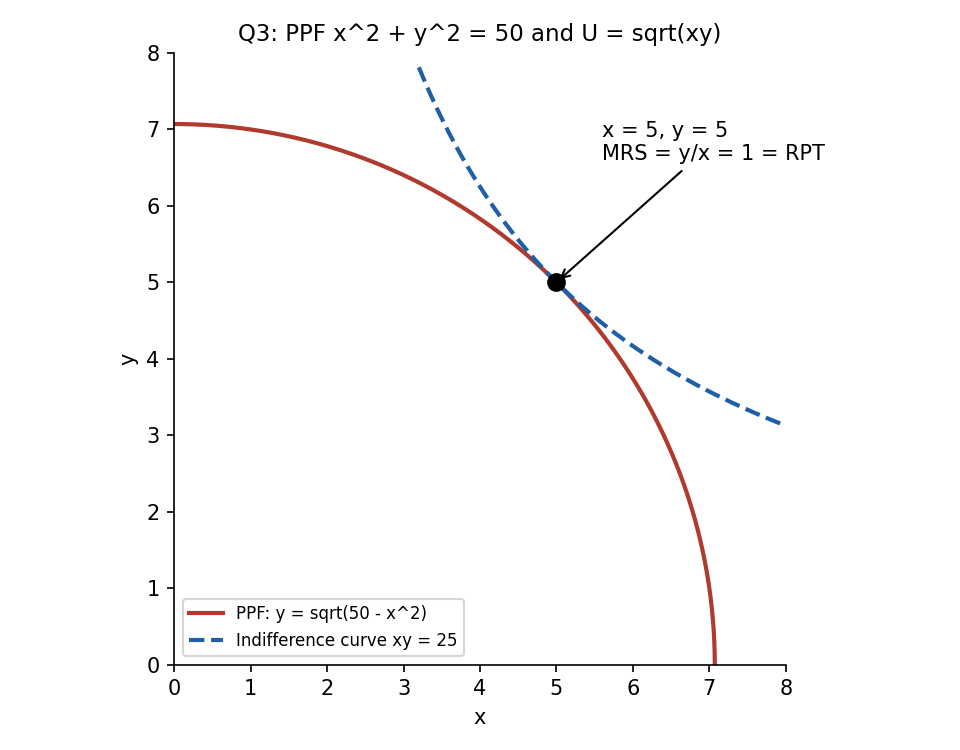 Q3: PPF x^2 + y^2 = 50 and U = sqrt(xy)
8
7
6
5
4
3
2
1
0
y
x = 5, y = 5
MRS = y/x = 1 = RPT
PPF: y = sqrt(50 - x^2)
Indifference curve xy = 25
0 1 2 3 4 5 6 7 8
x